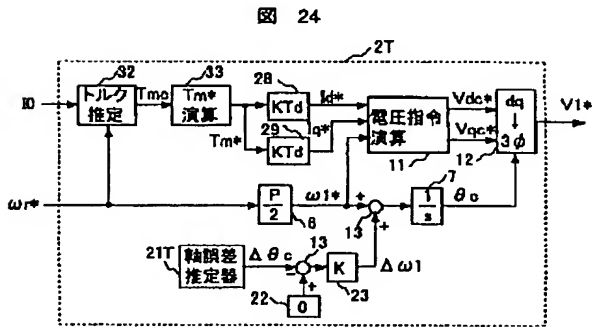 図 24
2T
32
33
28
I0
トルク
推定
Tmc
Tm*
演算
KTd
Id*
Tm*
29
KTd
Iq*
電圧指令
演算
11
Vdc*
Vqc*
dq
↓
3φ
12
V1*
ωr*
P
2
6
ω1*
+
13
+
7
1
s
θc
21T
軸誤差
推定器
Δθc
13
−
+
K
23
Δω1
22
0